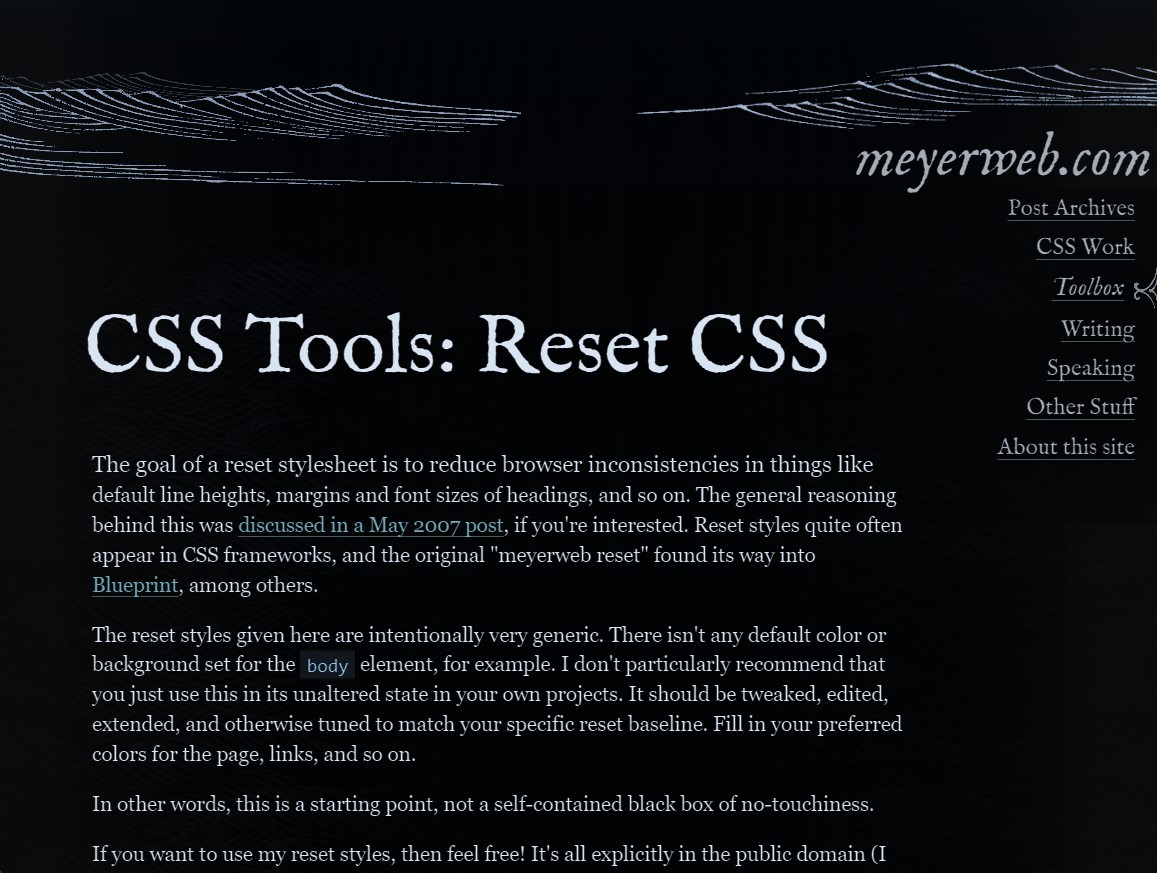 meyerweb.com
Post Archives
CSS Work
Toolbox
Writing
Speaking
Other Stuff
About this site
CSS Tools: Reset CSS
The goal of a reset stylesheet is to reduce browser inconsistencies in things like
default line heights, margins and font sizes of headings, and so on. The general reasoning
behind this was discussed in a May 2007 post, if you're interested. Reset styles quite often
appear in CSS frameworks, and the original "meyerweb reset" found its way into
Blueprint, among others.
The reset styles given here are intentionally very generic. There isn't any default color or
background set for the body element, for example. I don't particularly recommend that
you just use this in its unaltered state in your own projects. It should be tweaked, edited,
extended, and otherwise tuned to match your specific reset baseline. Fill in your preferred
colors for the page, links, and so on.
In other words, this is a starting point, not a self-contained black box of no-touchiness.
If you want to use my reset styles, then feel free! It's all explicitly in the public domain (I